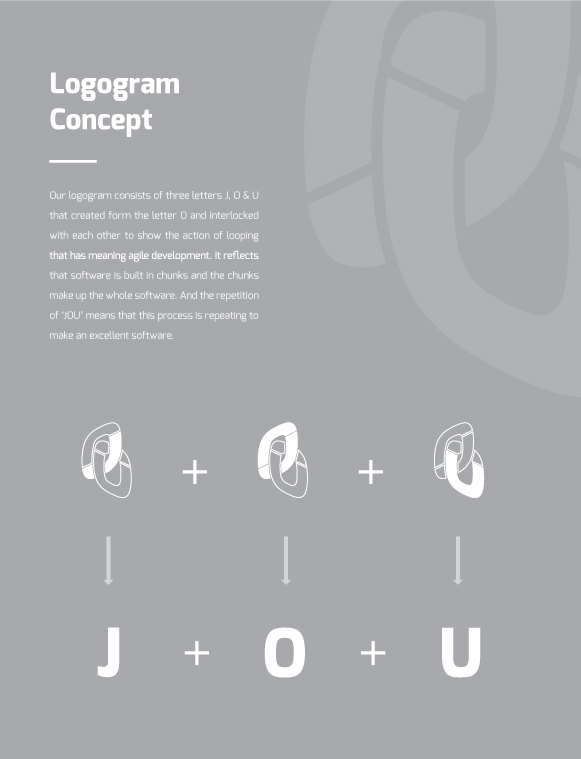 Logogram
Concept
Our logogram consists of three letters J, O & U
that created form the letter O and interlocked
with each other to show the action of looping
that has meaning agile development. It reflects
that software is built in chunks and the chunks
make up the whole software. And the repetition
of "JOU" means that this process is repeating to
make an excellent software.
+ +
J + O + U